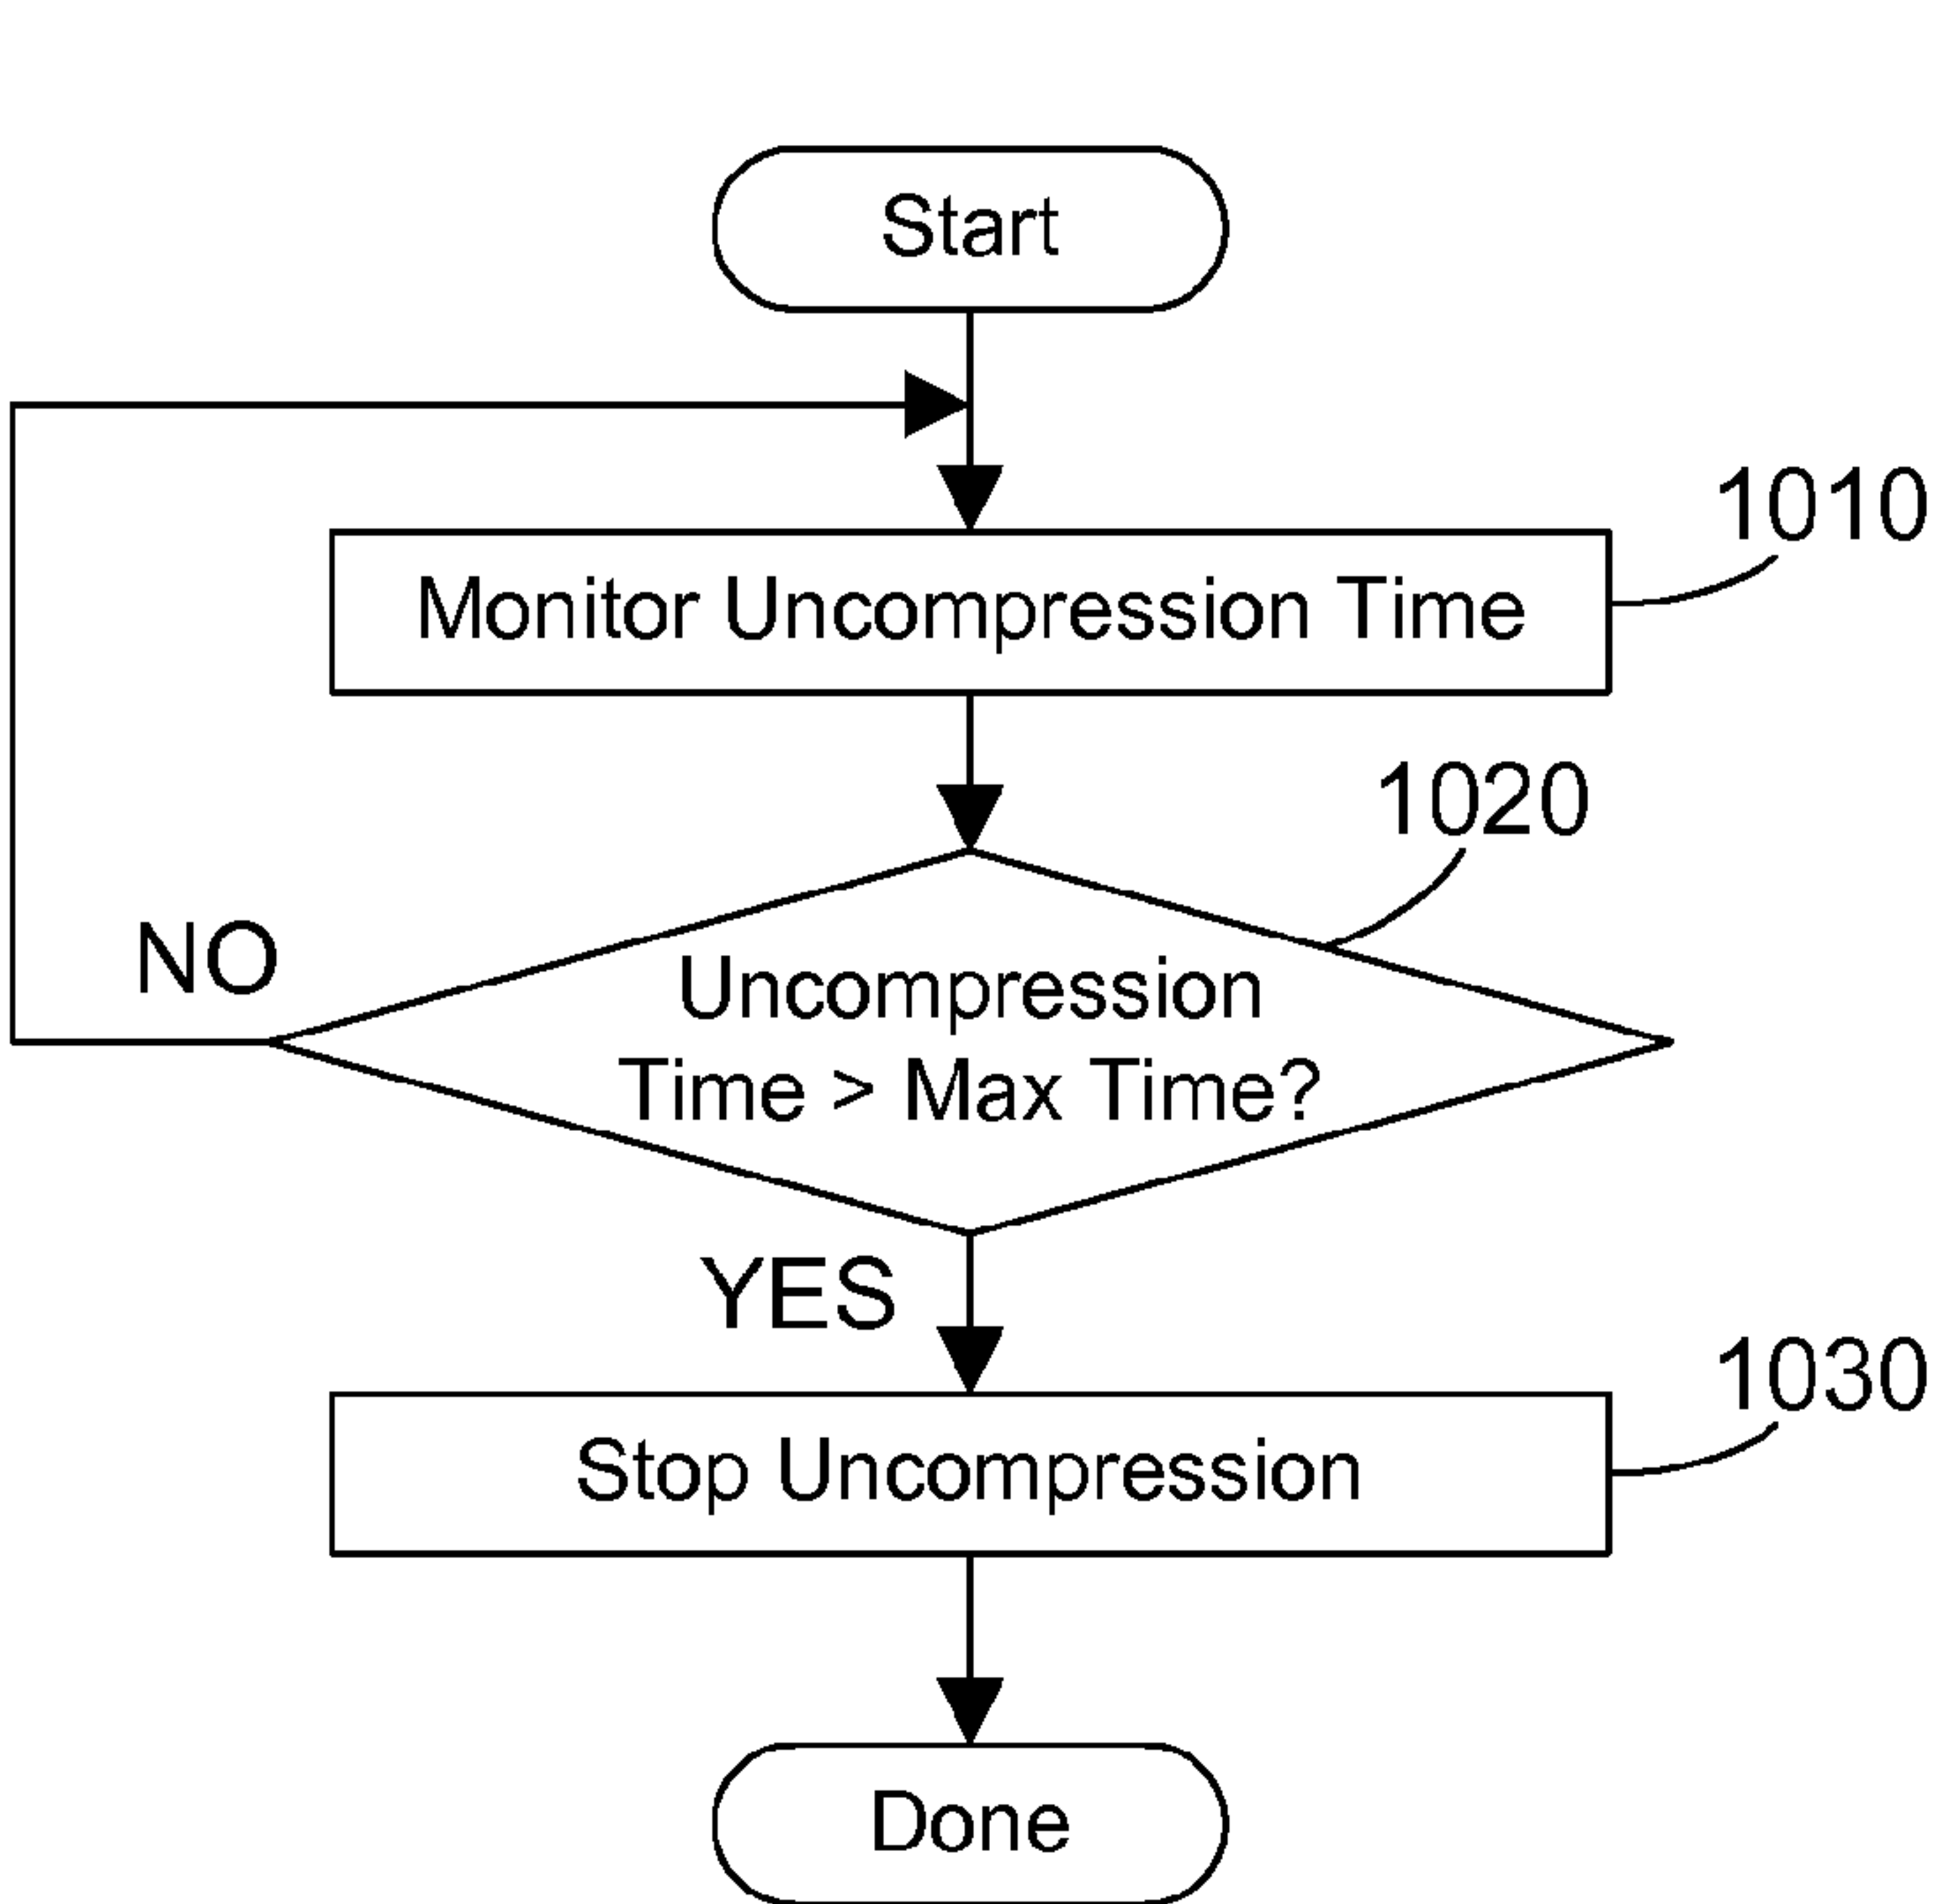 Start
1010
Monitor Uncompression Time
1020
NO
Uncompression
Time > Max Time?
YES
1030
Stop Uncompression
Done